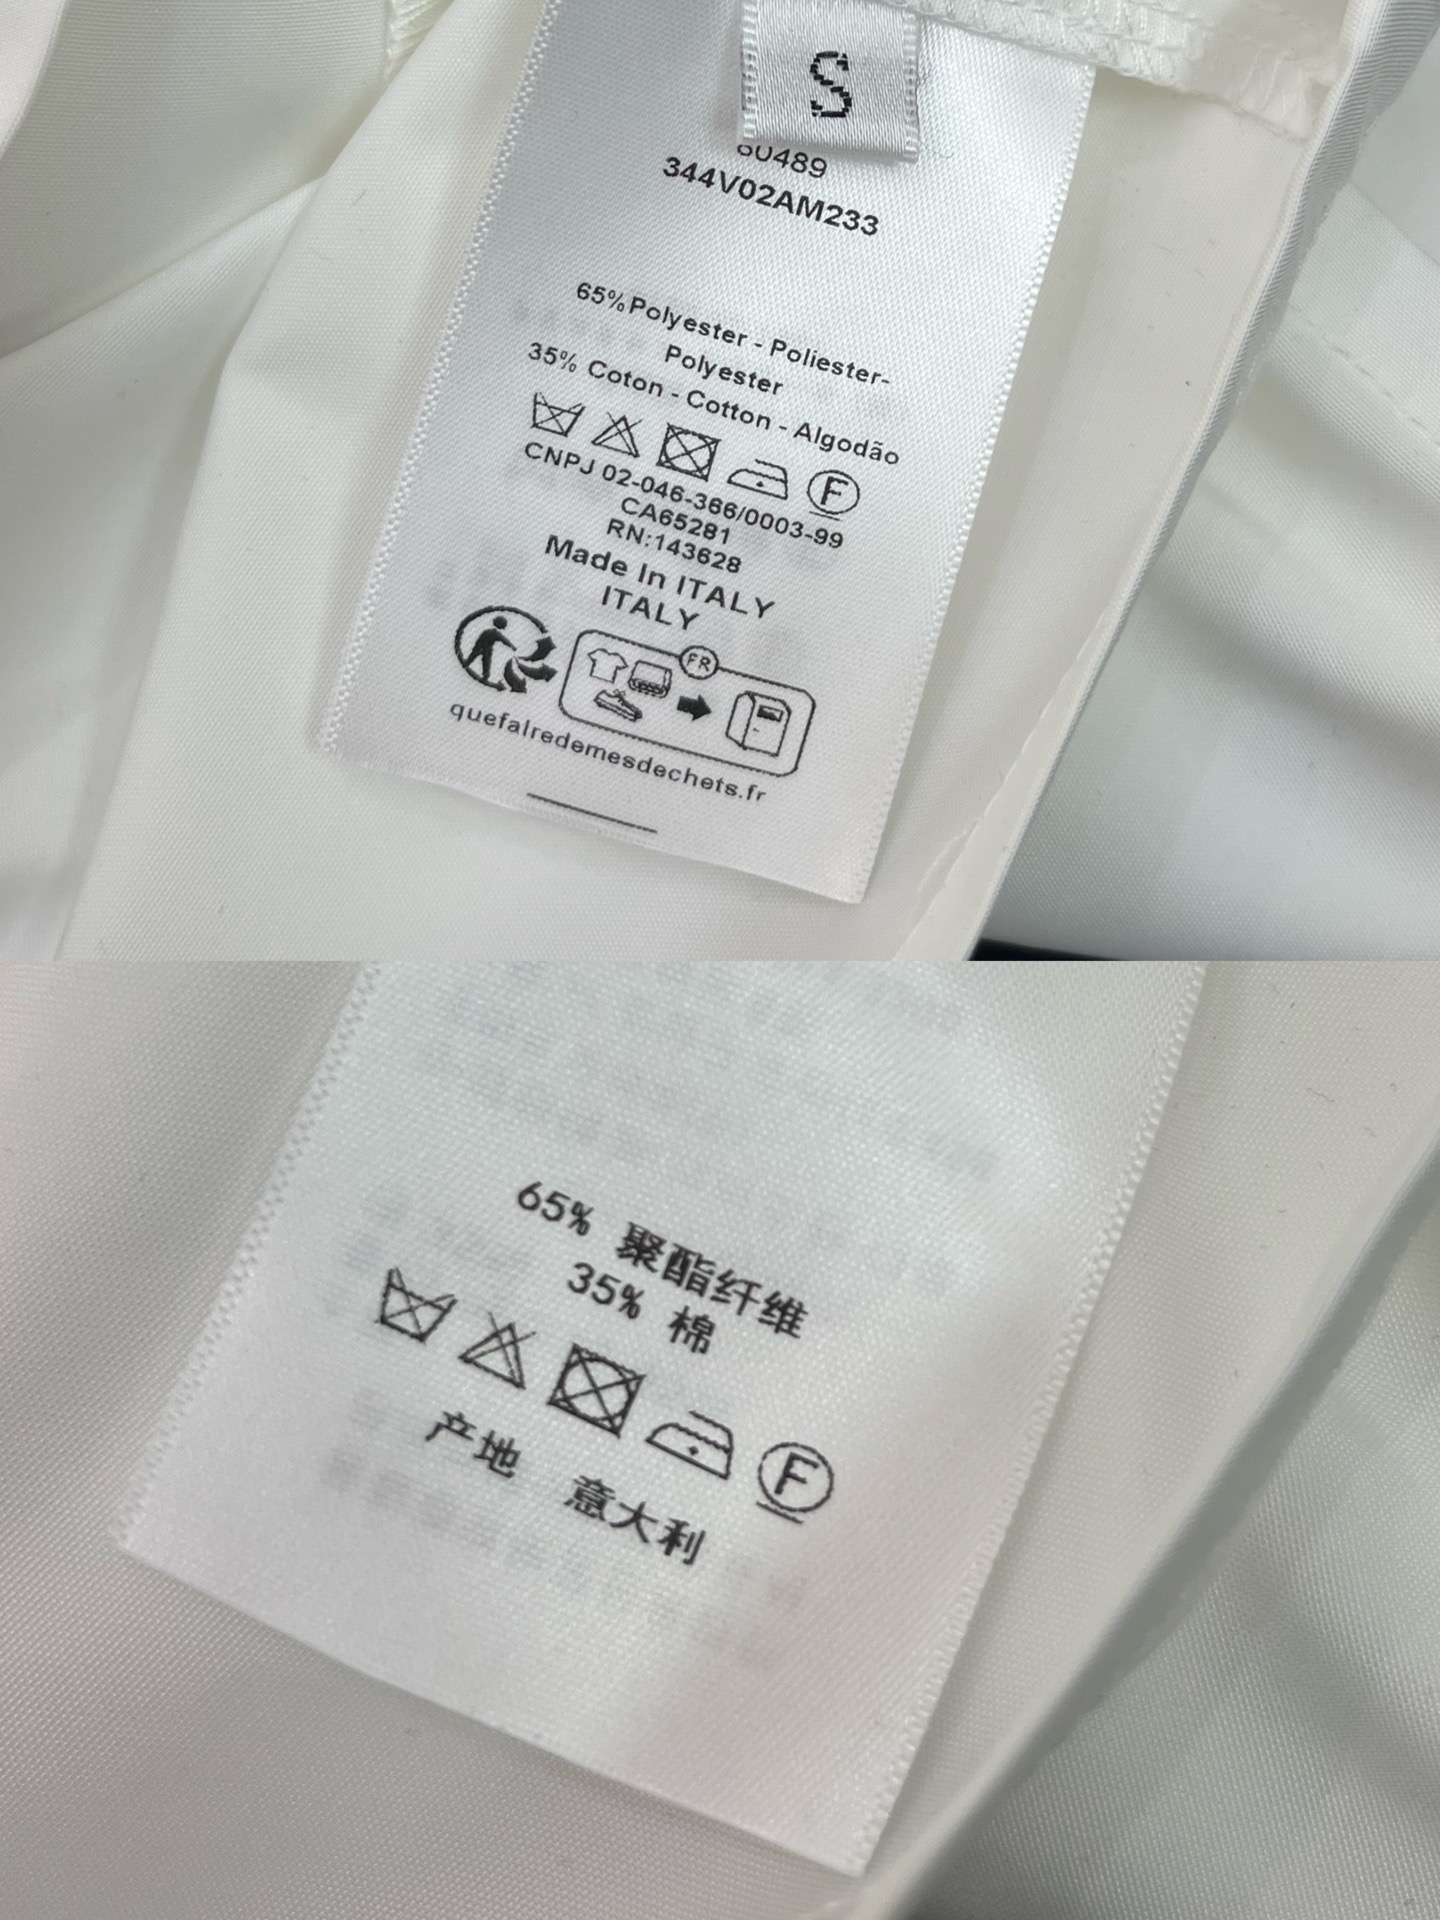 S
60489
344V02AM233
65%Polyester - Poliester-
Polyester
35% Coton - Cotton - Algodão
F
CNPJ 02-046-366/0003-99
CA65281
RN:143628
Made In ITALY
ITALY
FR
quefairedemesdechets.fr
65% 聚酯纤维
35% 棉
F
产地 意大利